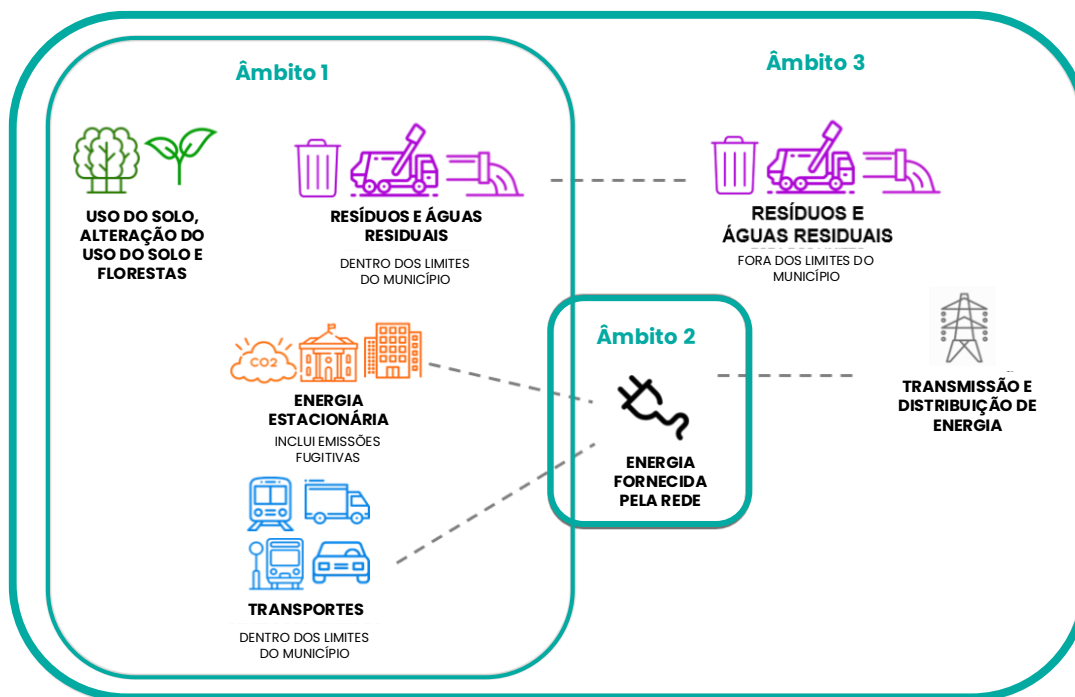 Âmbito 1
Âmbito 3
USO DO SOLO,
ALTERAÇÃO DO
USO DO SOLO E
FLORESTAS
RESÍDUOS E ÁGUAS
RESIDUAIS
DENTRO DOS LIMITES
DO MUNICÍPIO
RESÍDUOS E
ÁGUAS RESIDUAIS
FORA DOS LIMITES DO
MUNICÍPIO
Âmbito 2
CO2
ENERGIA
ESTACIONÁRIA
INCLUI EMISSÕES
FUGITIVAS
ENERGIA
FORNECIDA
PELA REDE
TRANSMISSÃO E
DISTRIBUIÇÃO DE
ENERGIA
TRANSPORTES
DENTRO DOS LIMITES
DO MUNICÍPIO